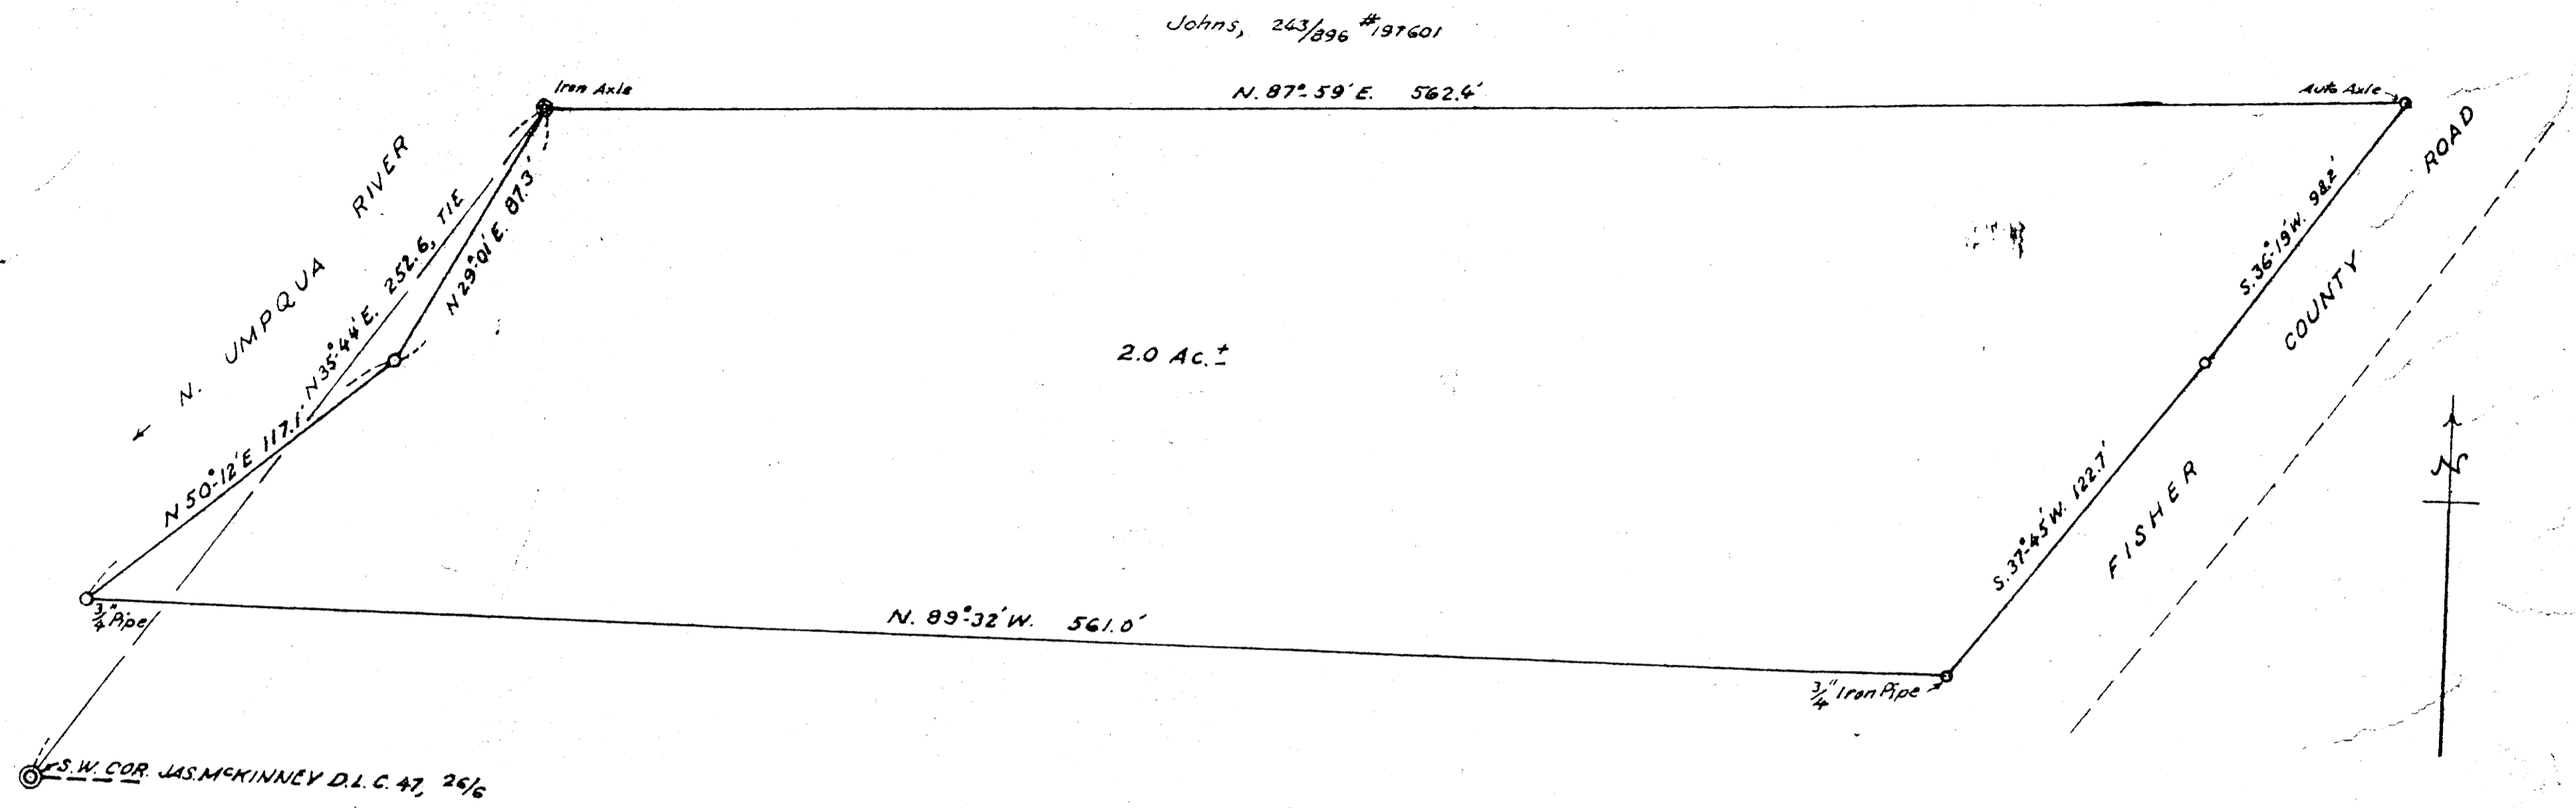 Johns, 243/896 #197601
Iron Axle
N. 87°-59' E. 562.4'
Auto Axle
N. UMPQUA RIVER
N 35°-44' E. 252.6, TIE
N 29°-01' E. 87.3'
N 50°-12' E 117.1'
2.0 Ac. ±
S. 36°-19' W. 98.2'
S. 37°-45' W. 122.7'
FISHER COUNTY ROAD
N
3/4" Pipe
N. 89°-32' W. 561.0'
3/4" Iron Pipe
S.W. COR. JAS. McKINNEY D.L.C. 47, 26/6